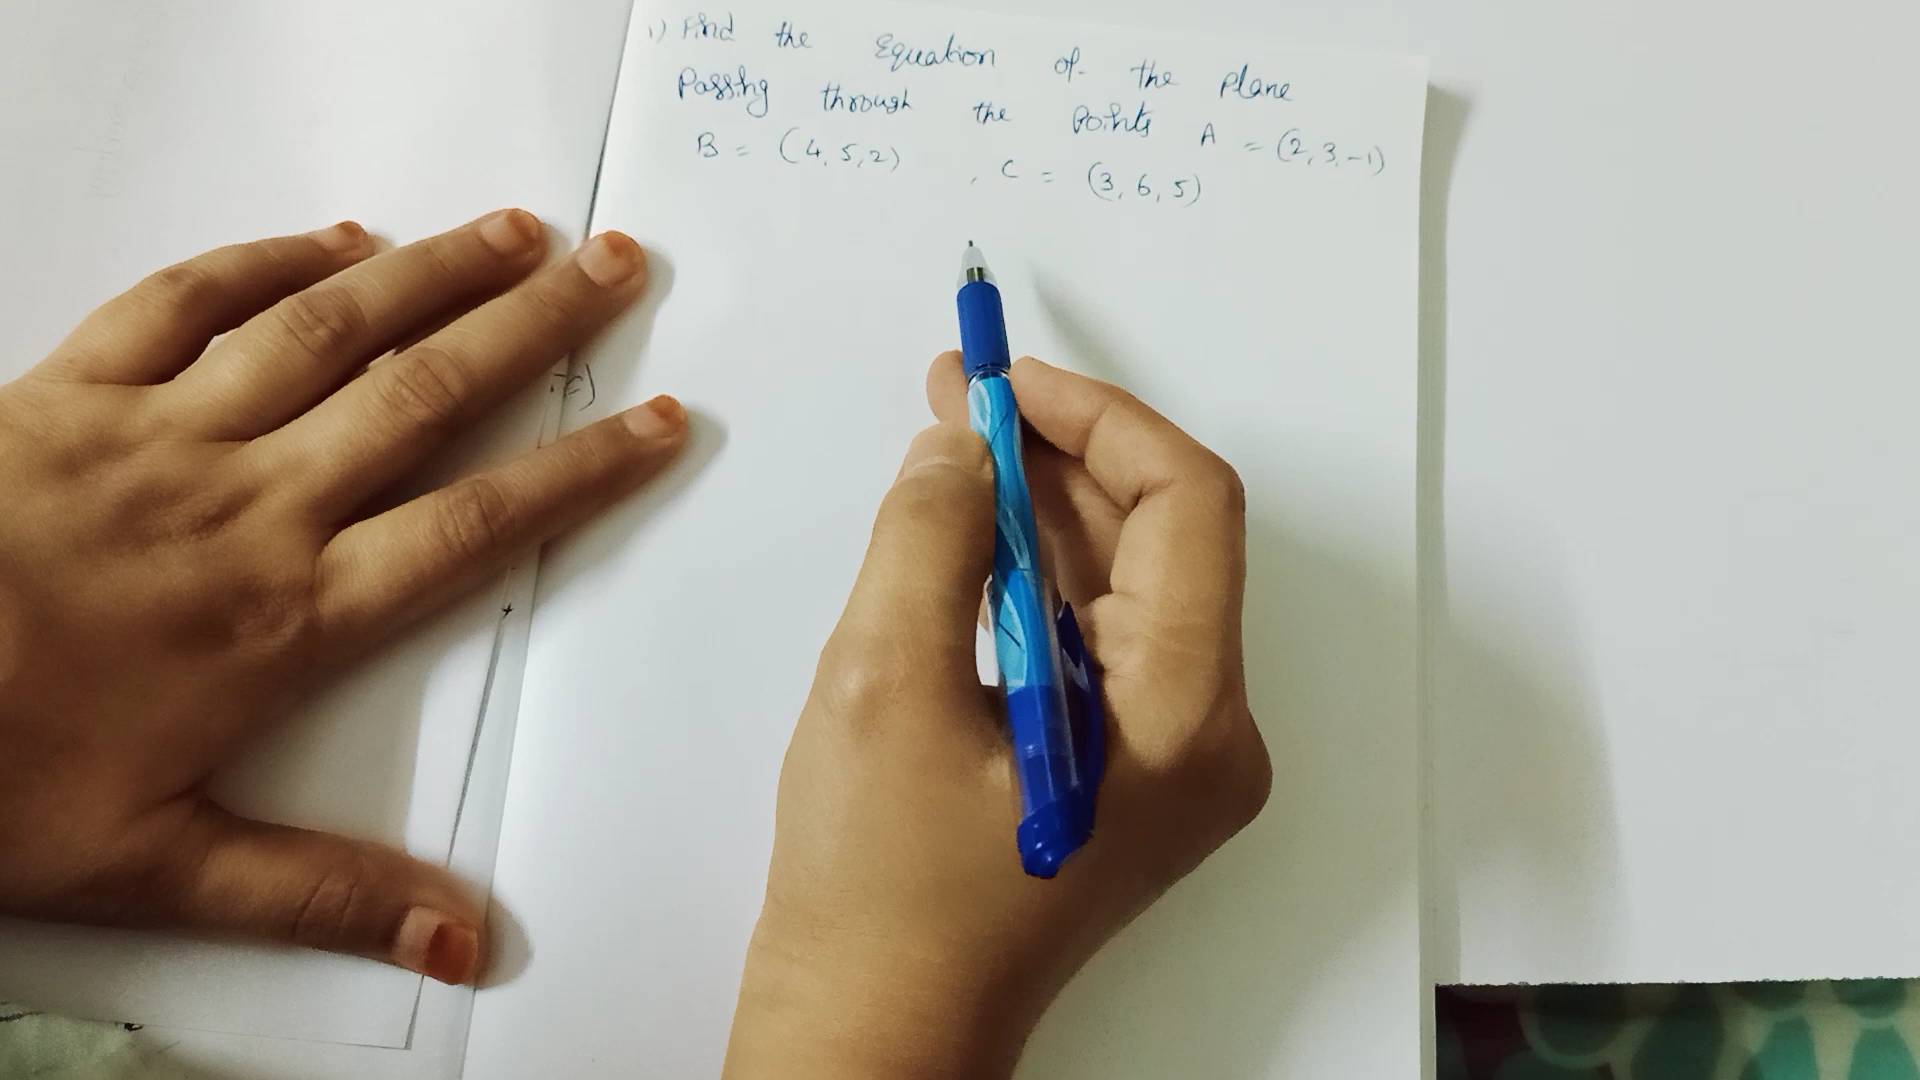 1) Find the Equation of the plane
Passing through the Points A = (2, 3, -1)
B = (4, 5, 2) , C = (3, 6, 5)